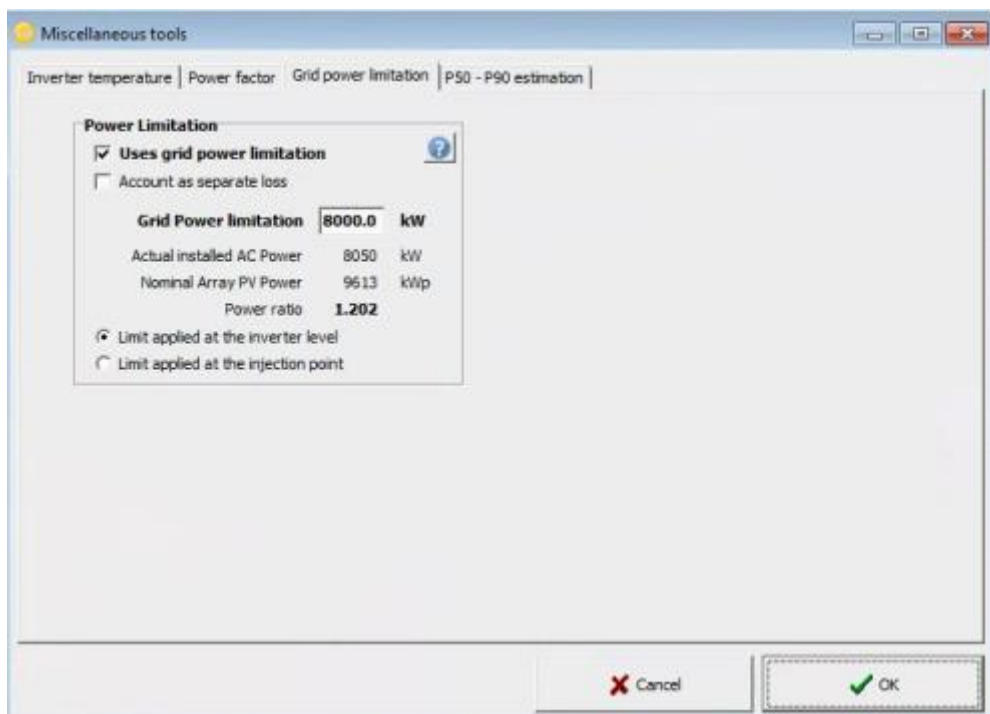 Miscellaneous tools
Inverter temperature Power factor Grid power lmitation P50 - P90 estimation
Power Limitation
Uses grid power limitation
Account as separate loss
Grid Power limitation 8000.0 kW
Actual installed AC Power 8050 kW
Nominal Array PV Power 9613 kWp
Power ratio 1.202
Limit applied at the inverter level
Limit applied at the injection point
Cancel OK